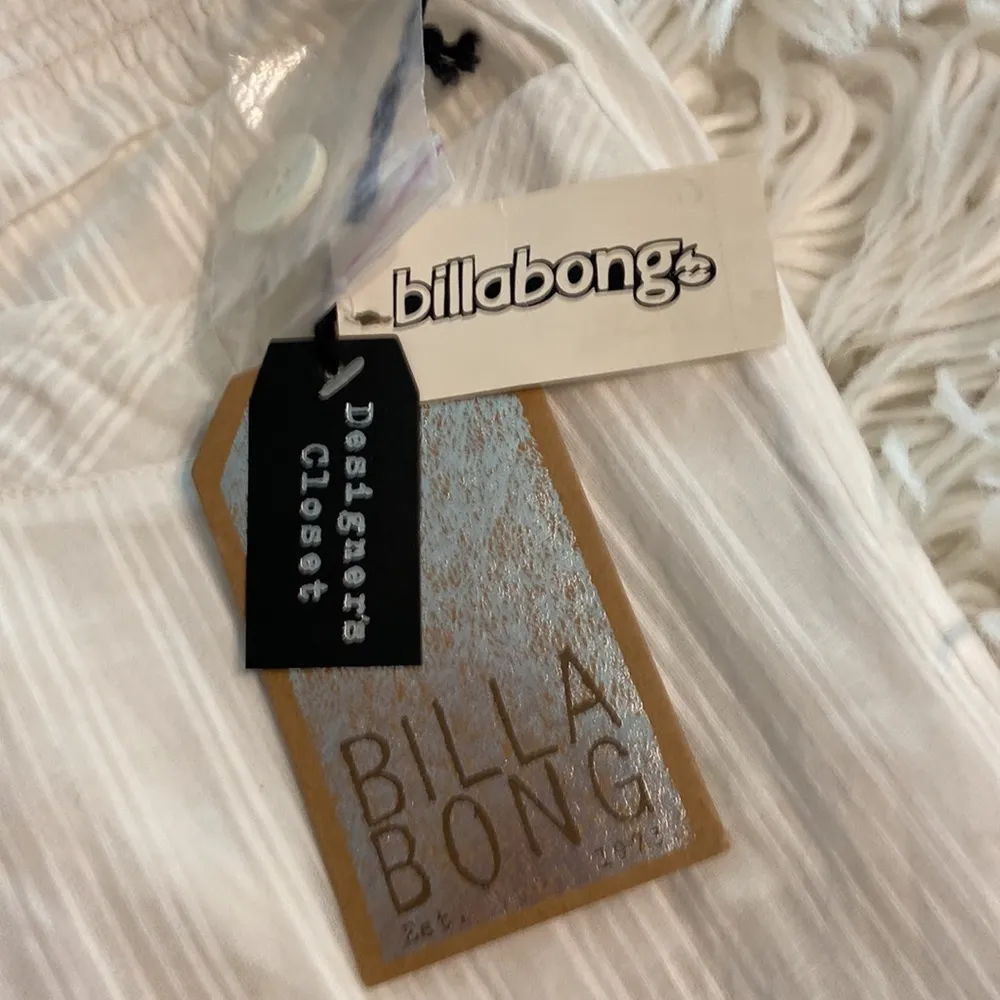 billabong
Designer's
Closet
BILLA
BONG
Est. 1973